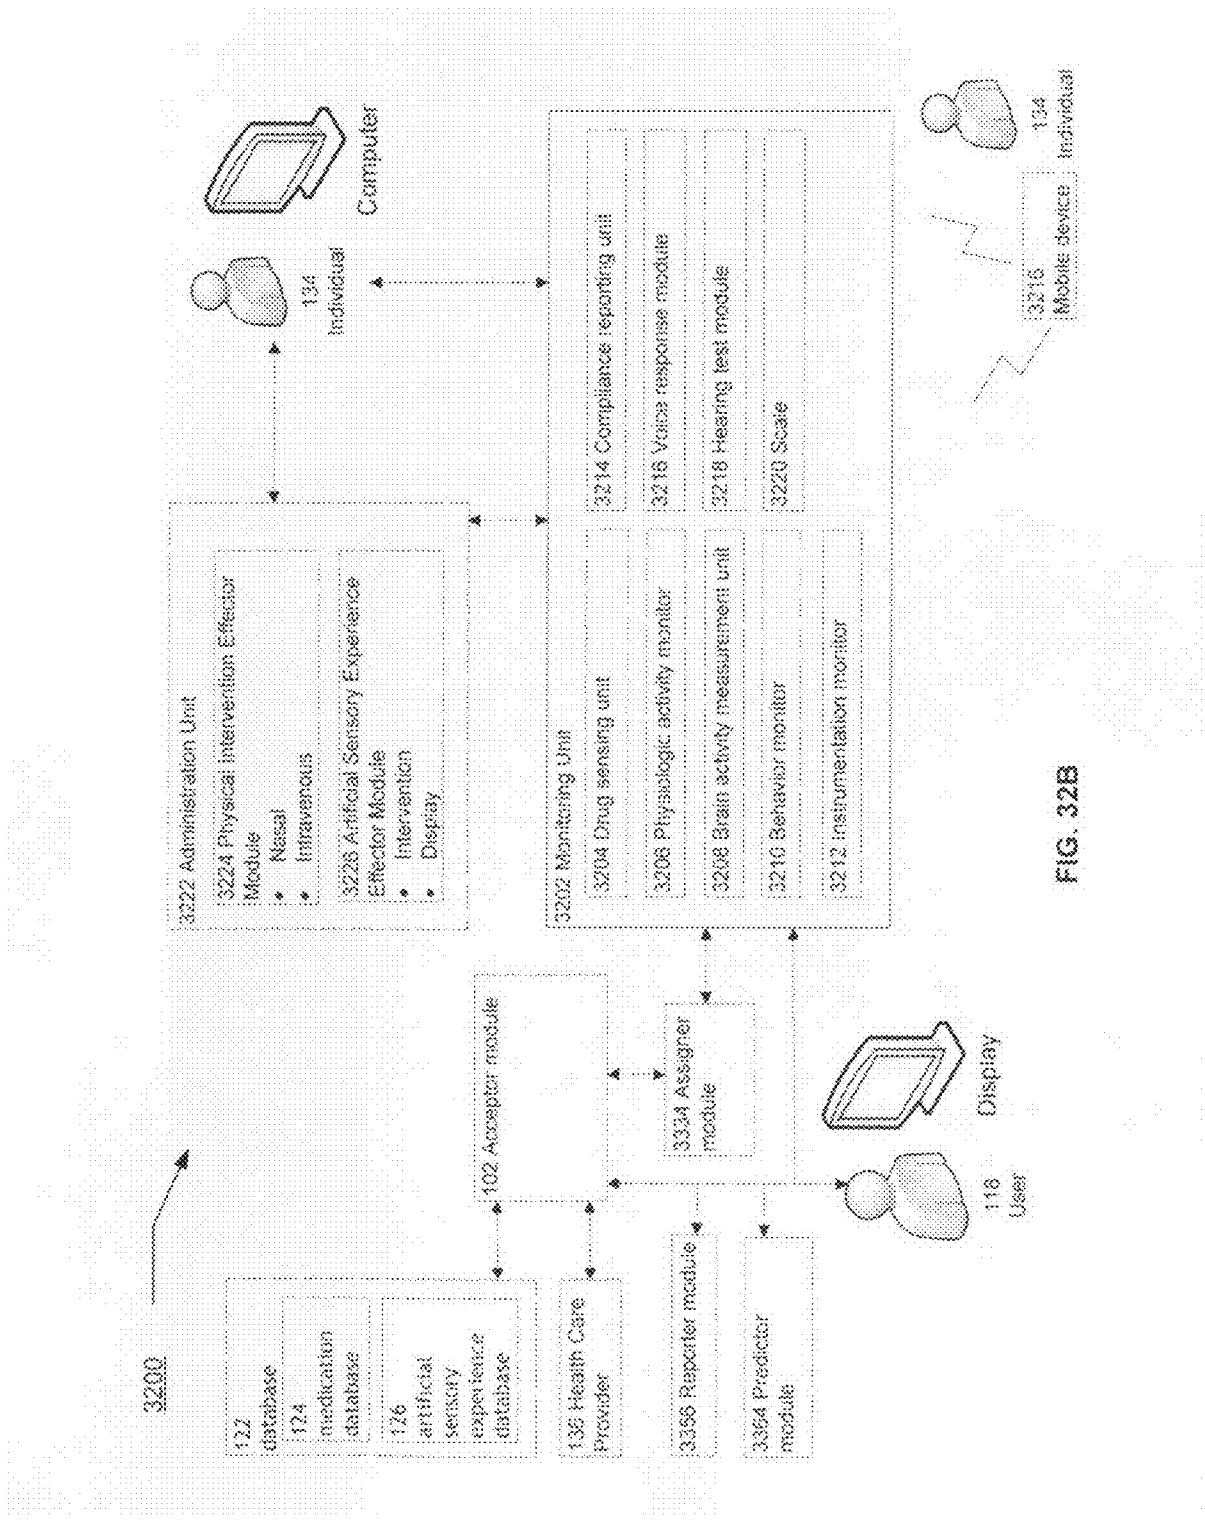 3200
122
database
124
medication
database
126
artificial
sensory
experience
database
136 Health Care
Provider
3366 Reporter module
3364 Predictor
module
102 Acceptor module
3334 Assigner
module
116
User
Display
3222 Administration Unit
3224 Physical Intervention Effector
Module
• Nasal
• Intravenous
3226 Artificial Sensory Experience
Effector Module
• Intervention
• Display
134
Individual
Computer
3202 Monitoring Unit
3204 Drug sensing unit
3206 Physiologic activity monitor
3208 Brain activity measurement unit
3210 Behavior monitor
3212 Instrumentation monitor
3214 Compliance reporting unit
3216 Voice response module
3218 Hearing test module
3220 Scale
3216
Mobile device
134
Individual
FIG. 32B